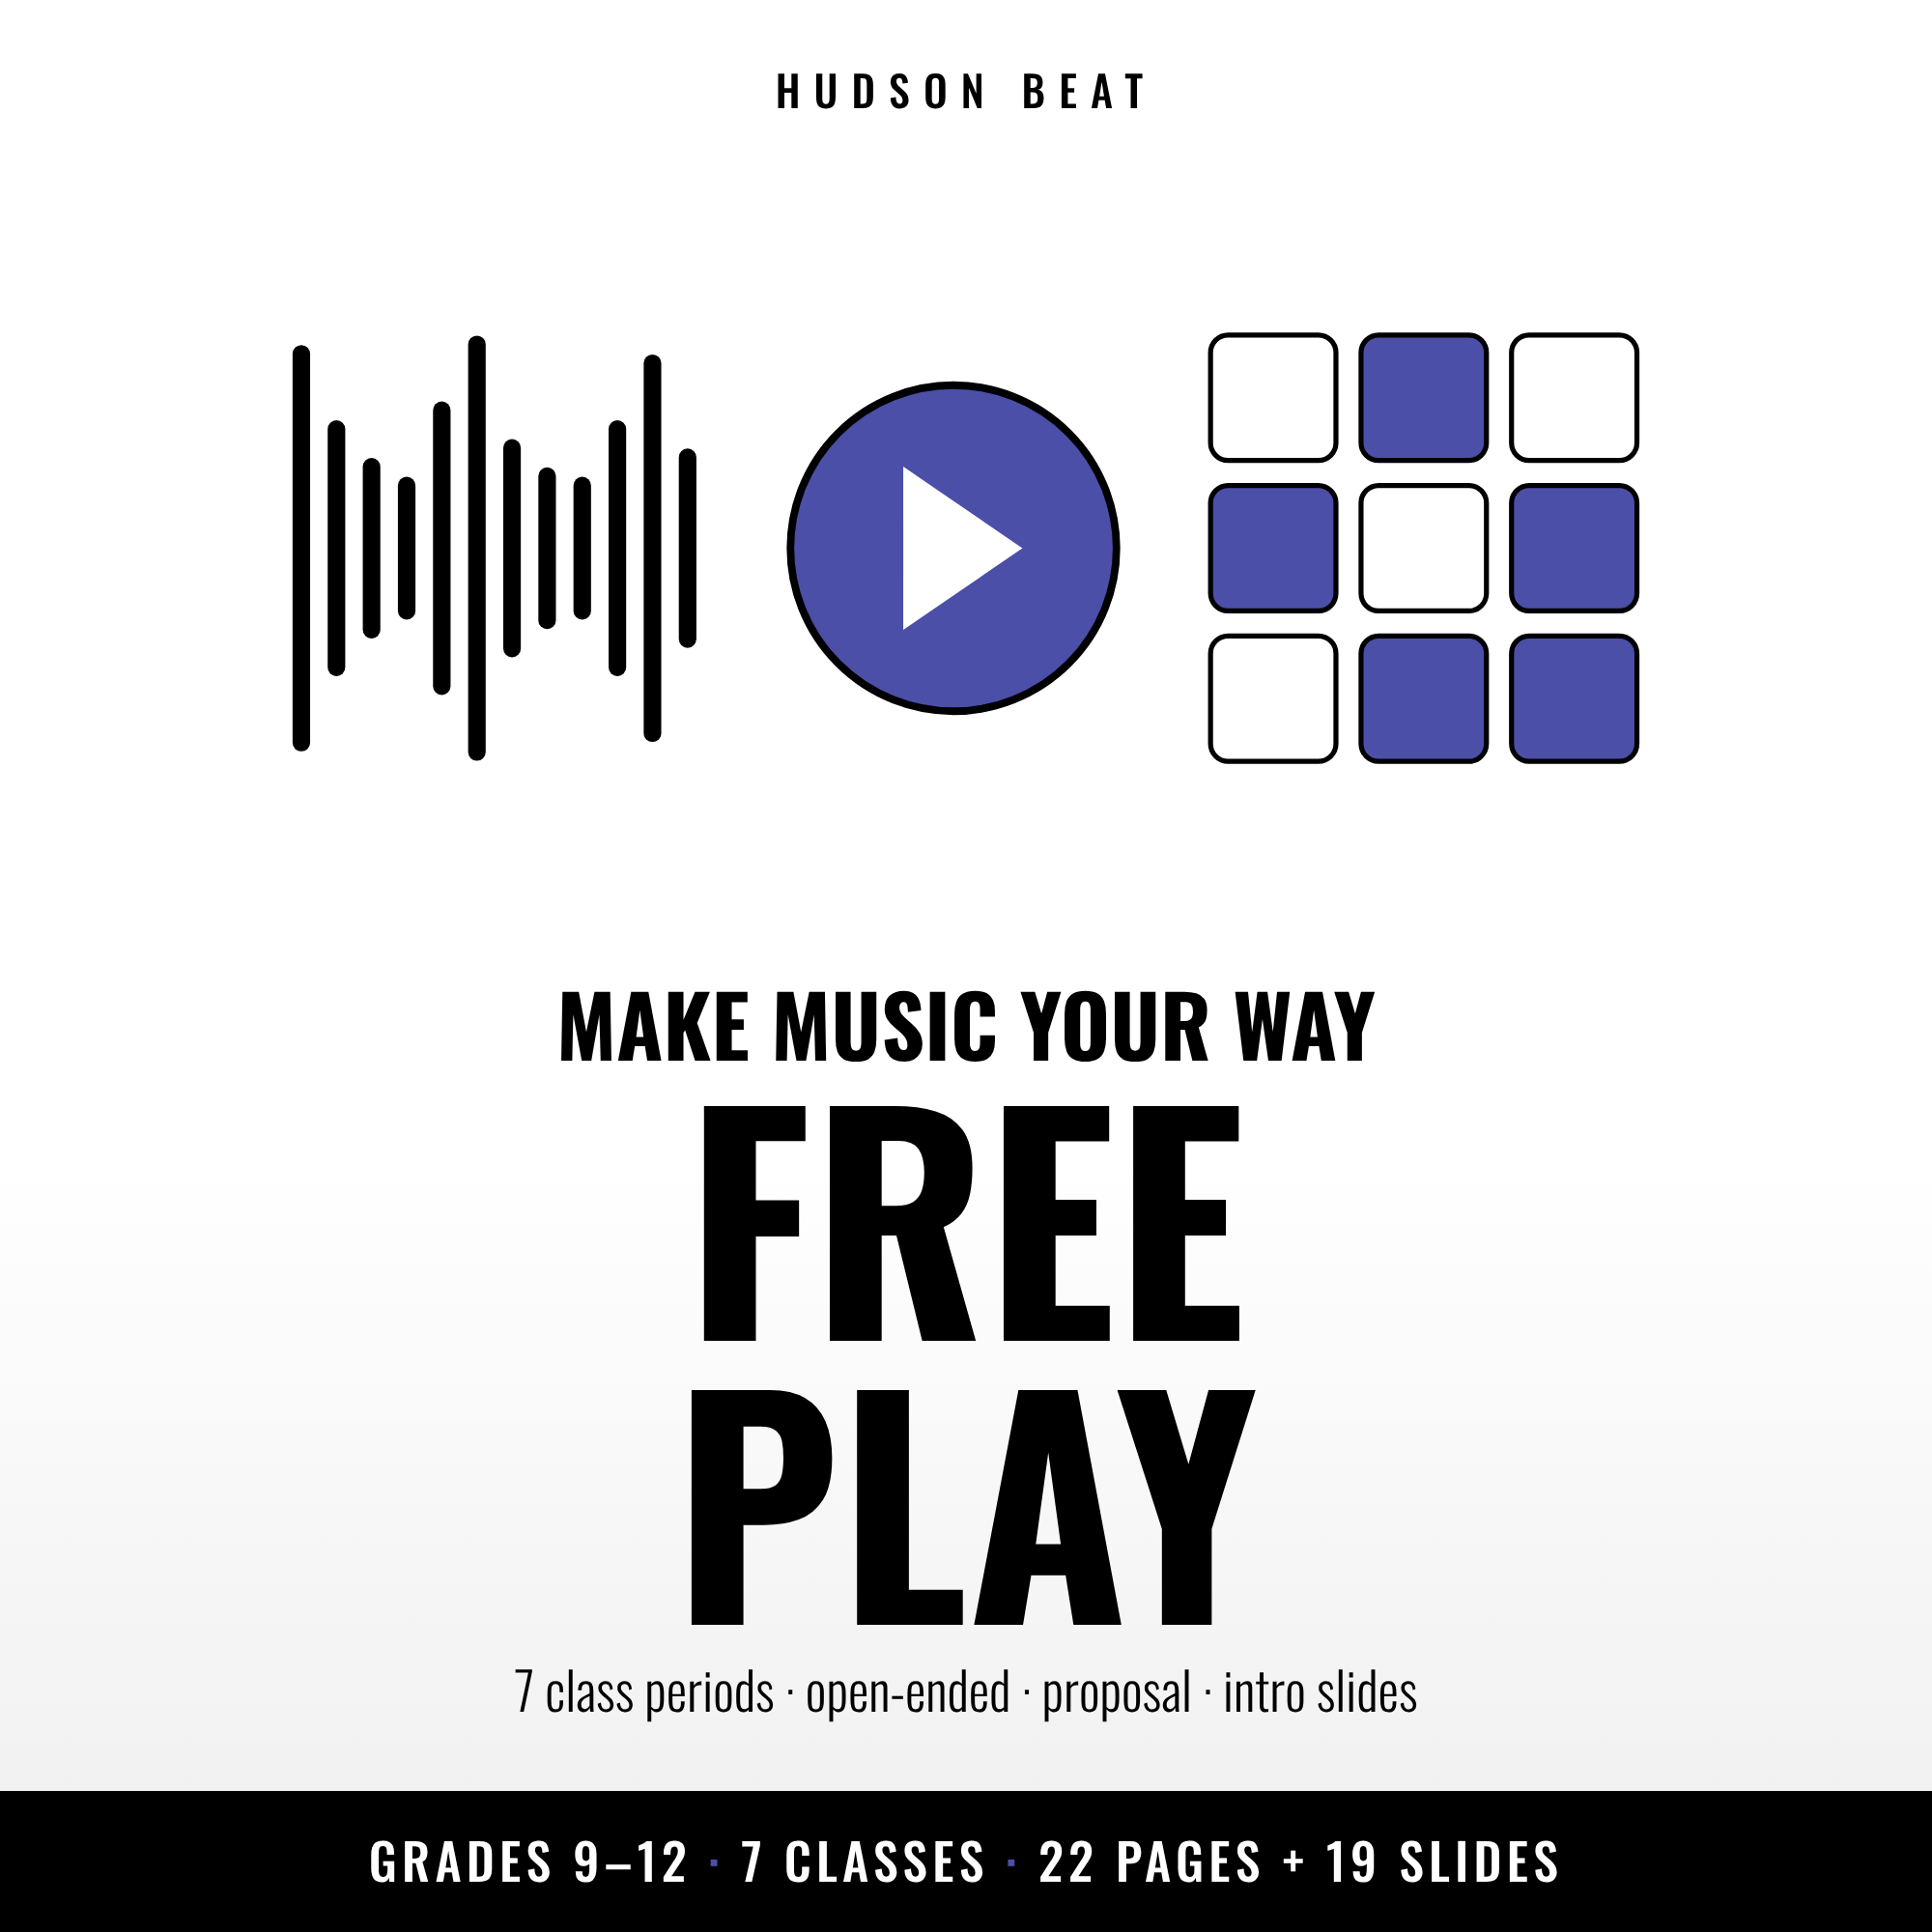 HUDSON BEAT
MAKE MUSIC YOUR WAY
FREE
PLAY
7 class periods · open-ended · proposal · intro slides
GRADES 9–12 · 7 CLASSES · 22 PAGES + 19 SLIDES